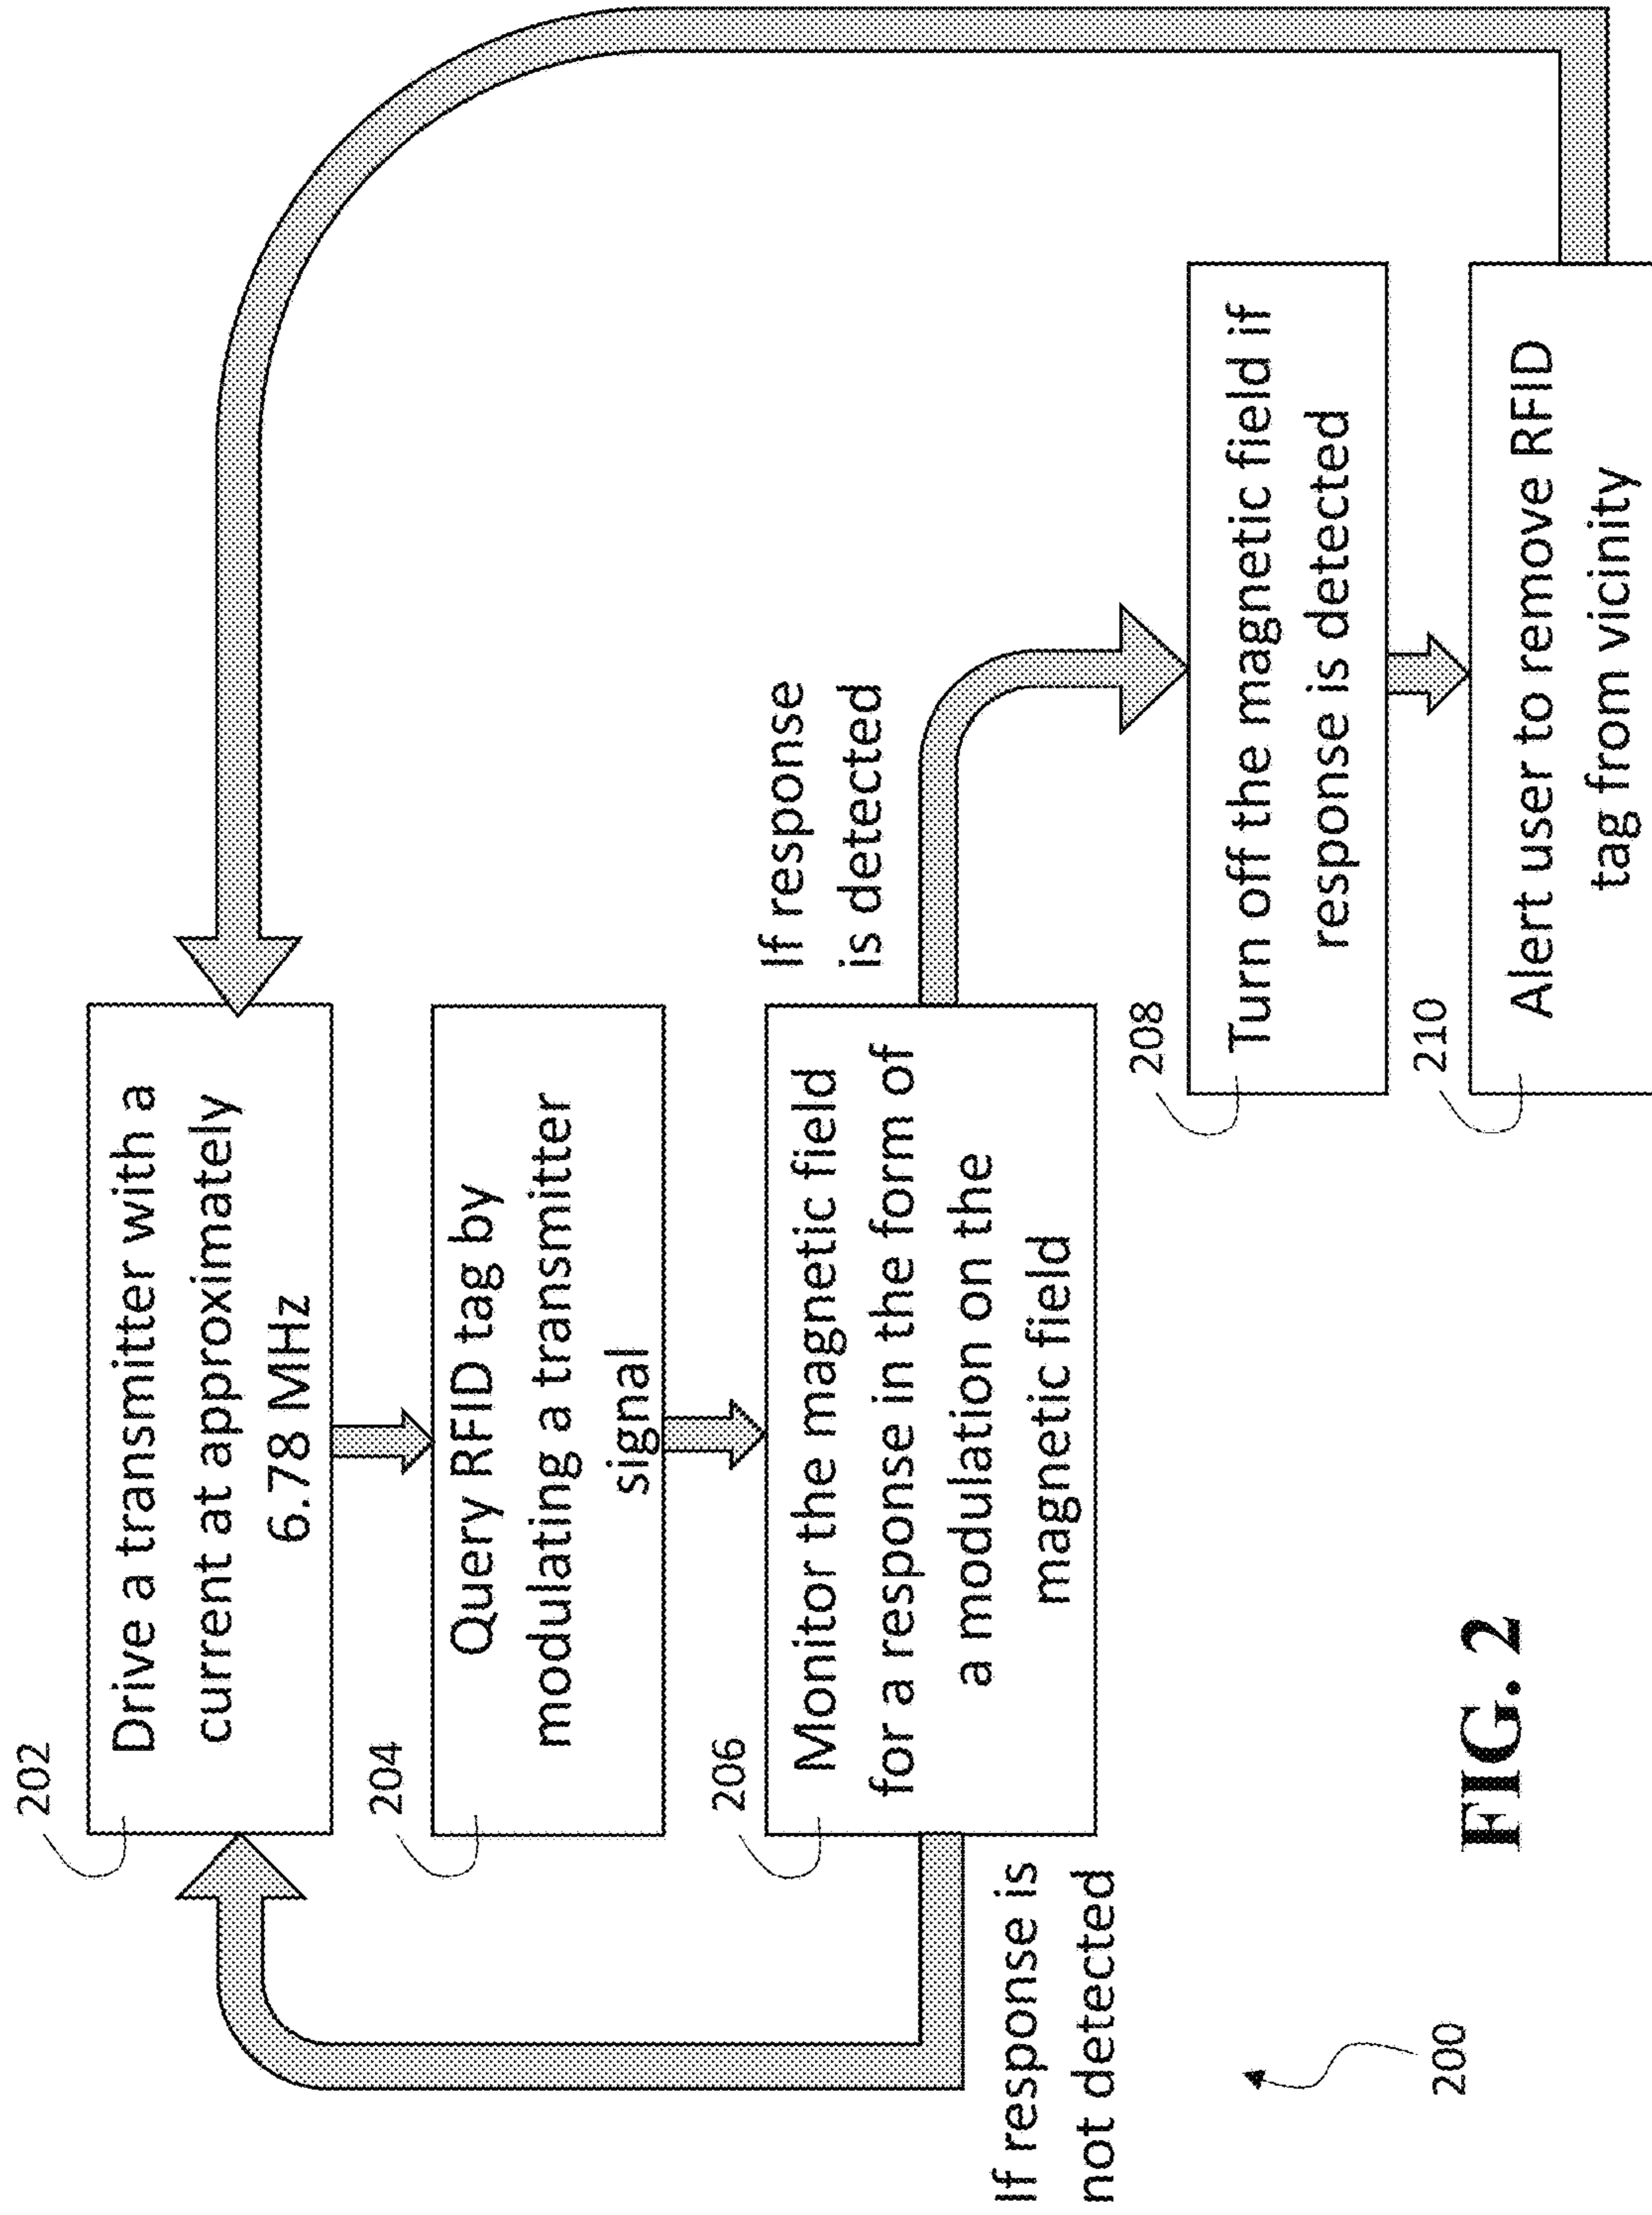 202
Drive a transmitter with a
current at approximately
6.78 MHz
204
Query RFID tag by
modulating a transmitter
signal
206
Monitor the magnetic field
for a response in the form of
a modulation on the
magnetic field
If response is
not detected
If response
is detected
208
Turn off the magnetic field if
response is detected
210
Alert user to remove RFID
tag from vicinity
200
FIG. 2